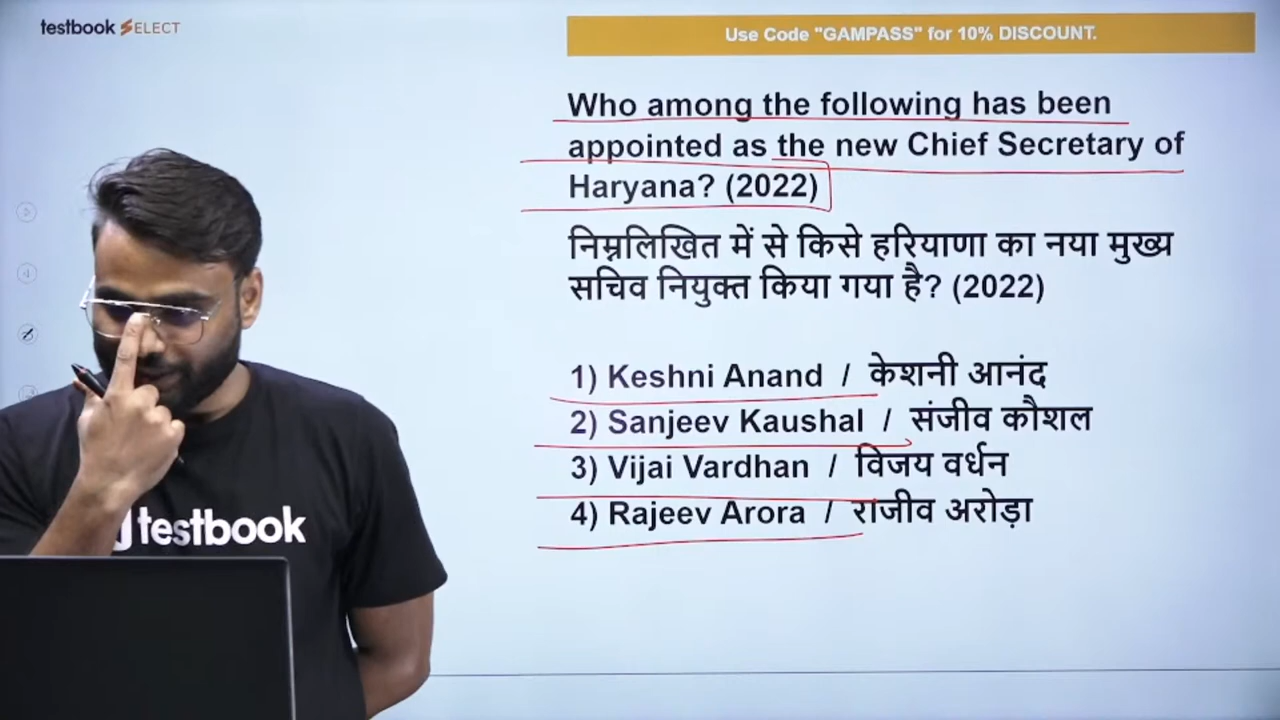 testbook SELECT
Use Code "GAMPASS" for 10% DISCOUNT.
Who among the following has been
appointed as the new Chief Secretary of
Haryana? (2022)
निम्नलिखित में से किसे हरियाणा का नया मुख्य
सचिव नियुक्त किया गया है? (2022)
1) Keshni Anand / केशनी आनंद
2) Sanjeev Kaushal / संजीव कौशल
3) Vijai Vardhan / विजय वर्धन
4) Rajeev Arora / राजीव अरोड़ा
testbook